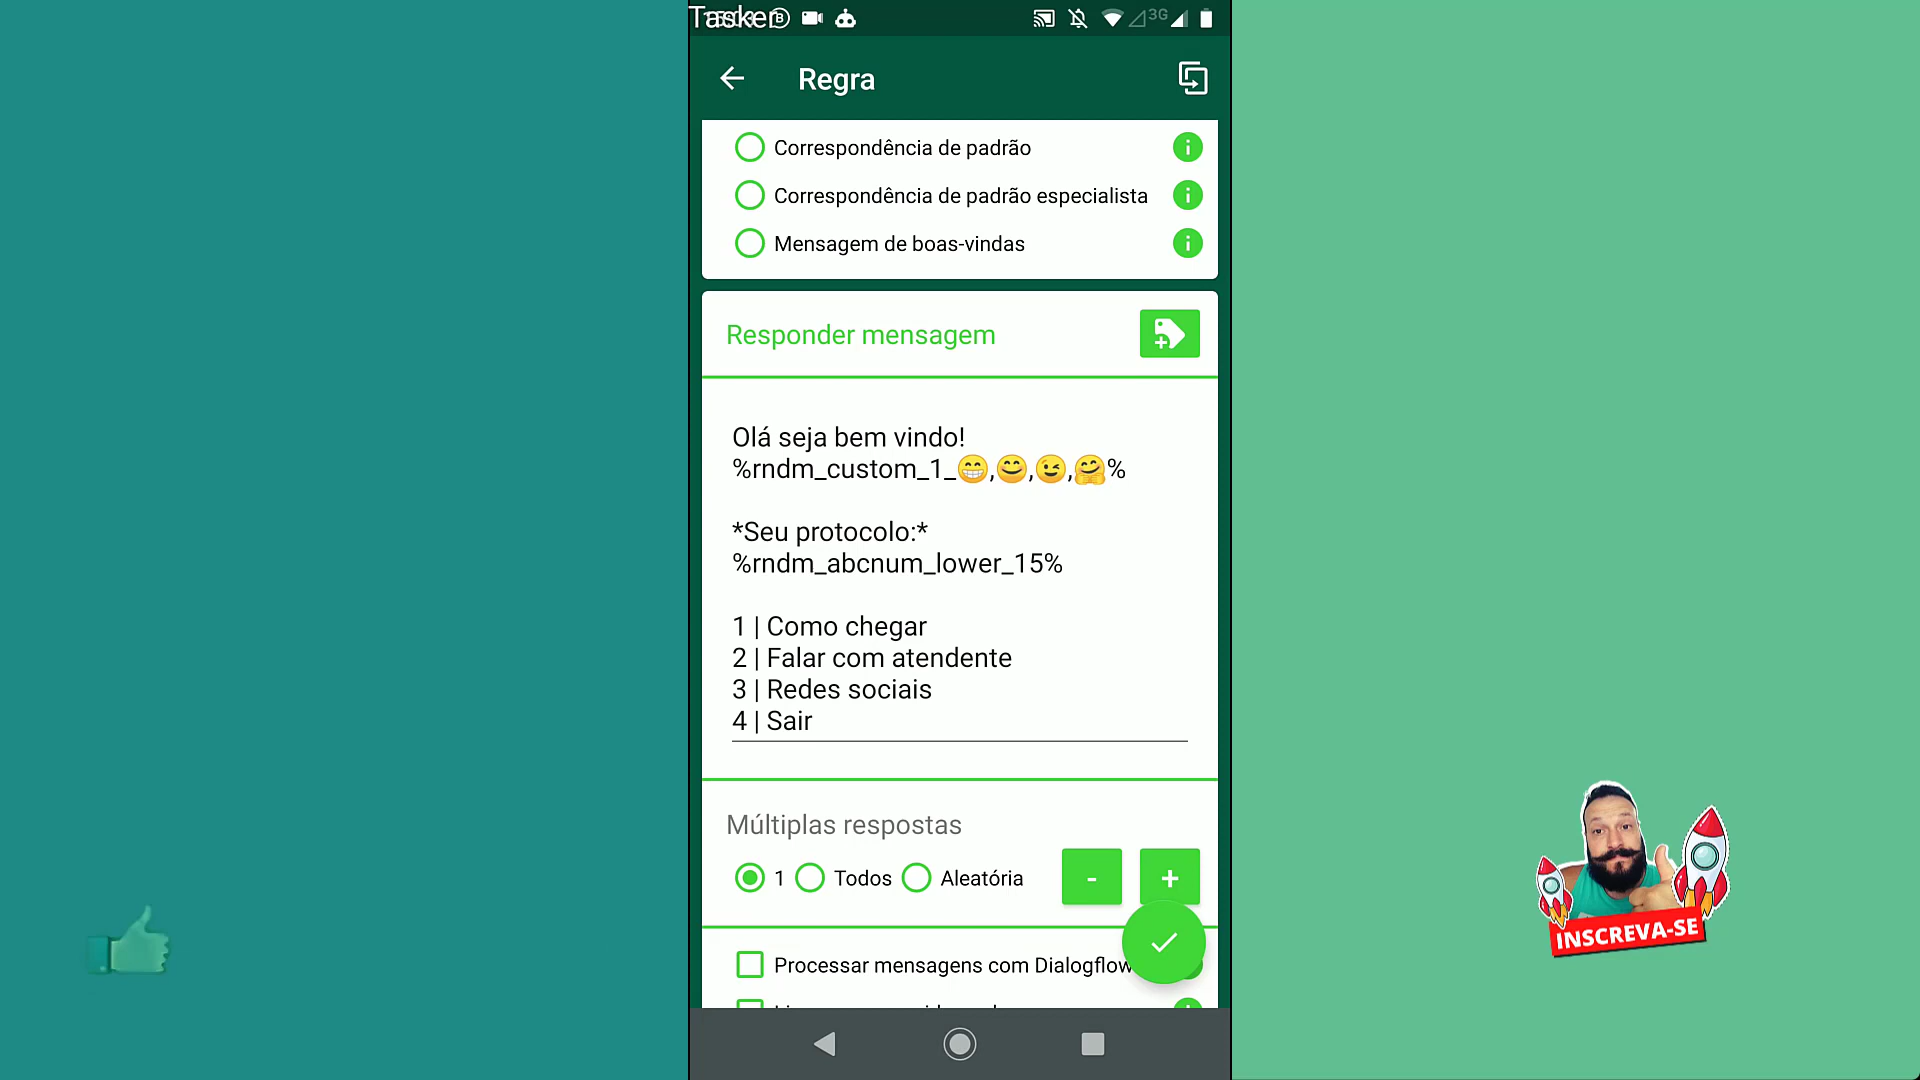 Tasker
3G
Regra
Correspondência de padrão
Correspondência de padrão especialista
Mensagem de boas-vindas
Responder mensagem
Olá seja bem vindo!
%rndm_custom_1_😁,😊,😉,🤗%
*Seu protocolo:*
%rndm_abcnum_lower_15%
1 | Como chegar
2 | Falar com atendente
3 | Redes sociais
4 | Sair
Múltiplas respostas
1 Todos Aleatória - +
Processar mensagens com Dialogflow
INSCREVA-SE